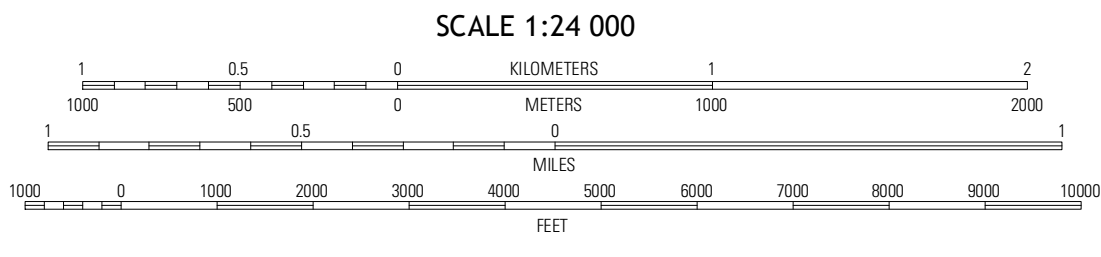 SCALE 1:24 000
1 0.5 0 KILOMETERS 1 2
1000 500 0 METERS 1000 2000
1 0.5 0 1
MILES
1000 0 1000 2000 3000 4000 5000 6000 7000 8000 9000 10000
FEET